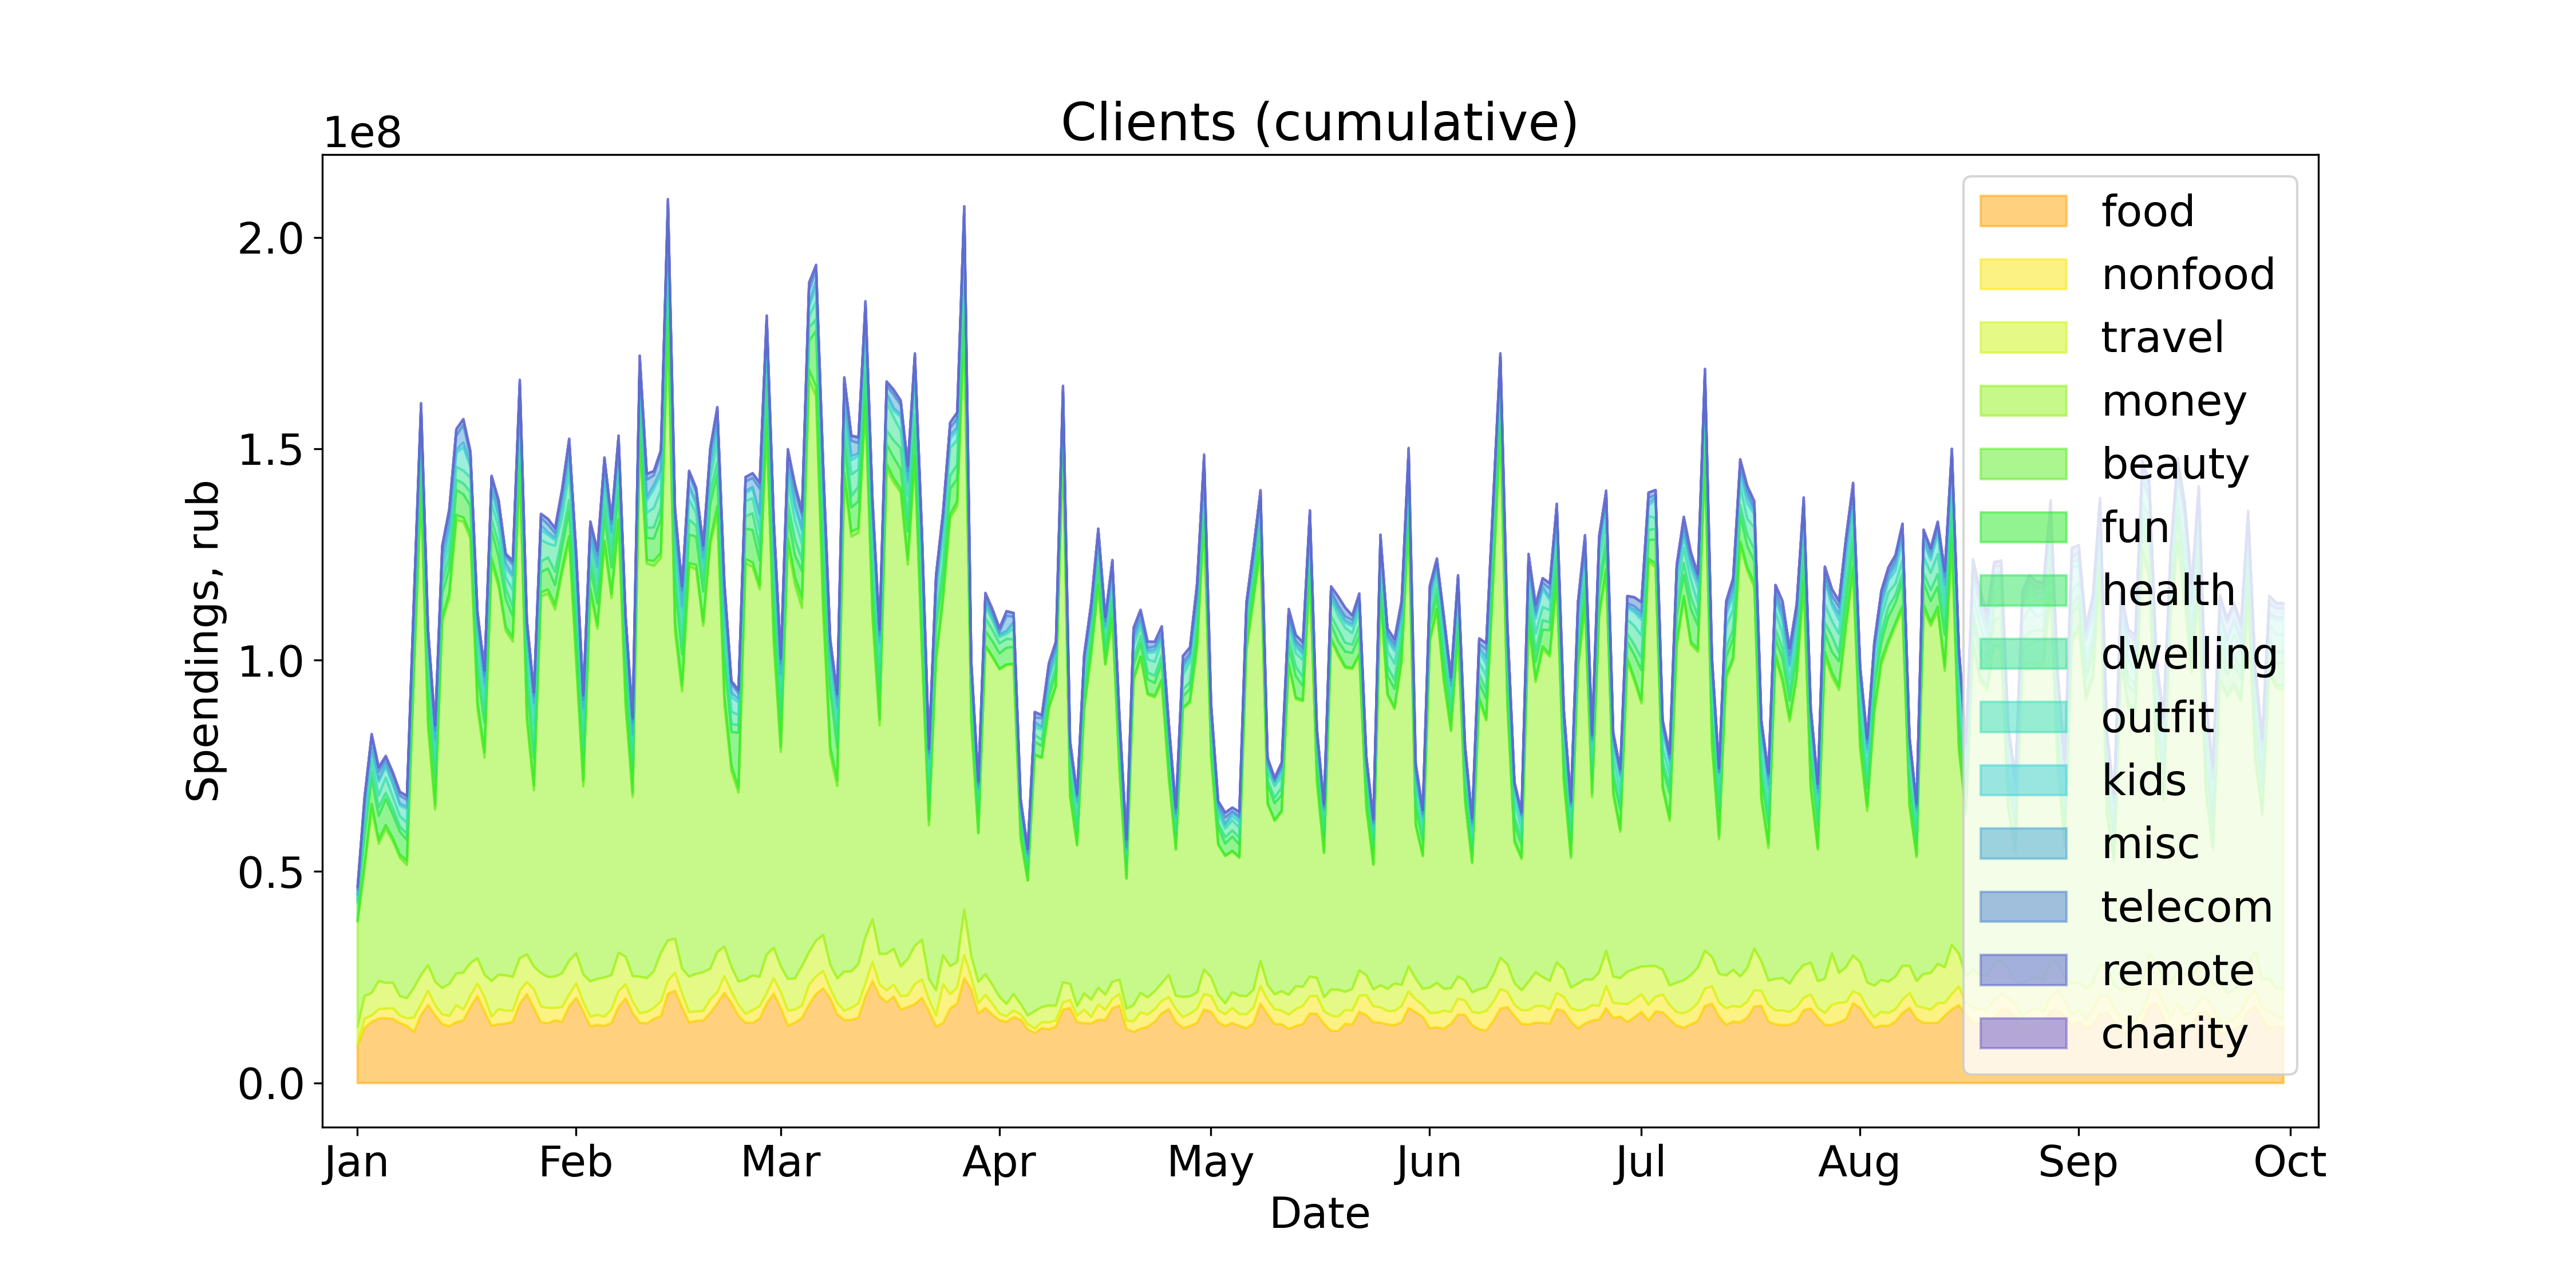 Clients (cumulative)
1e8
2.0
1.5
1.0
0.5
0.0
Spendings, rub
food
nonfood
travel
money
beauty
fun
health
dwelling
outfit
kids
misc
telecom
remote
charity
Jan Feb Mar Apr May Jun Jul Aug Sep Oct
Date